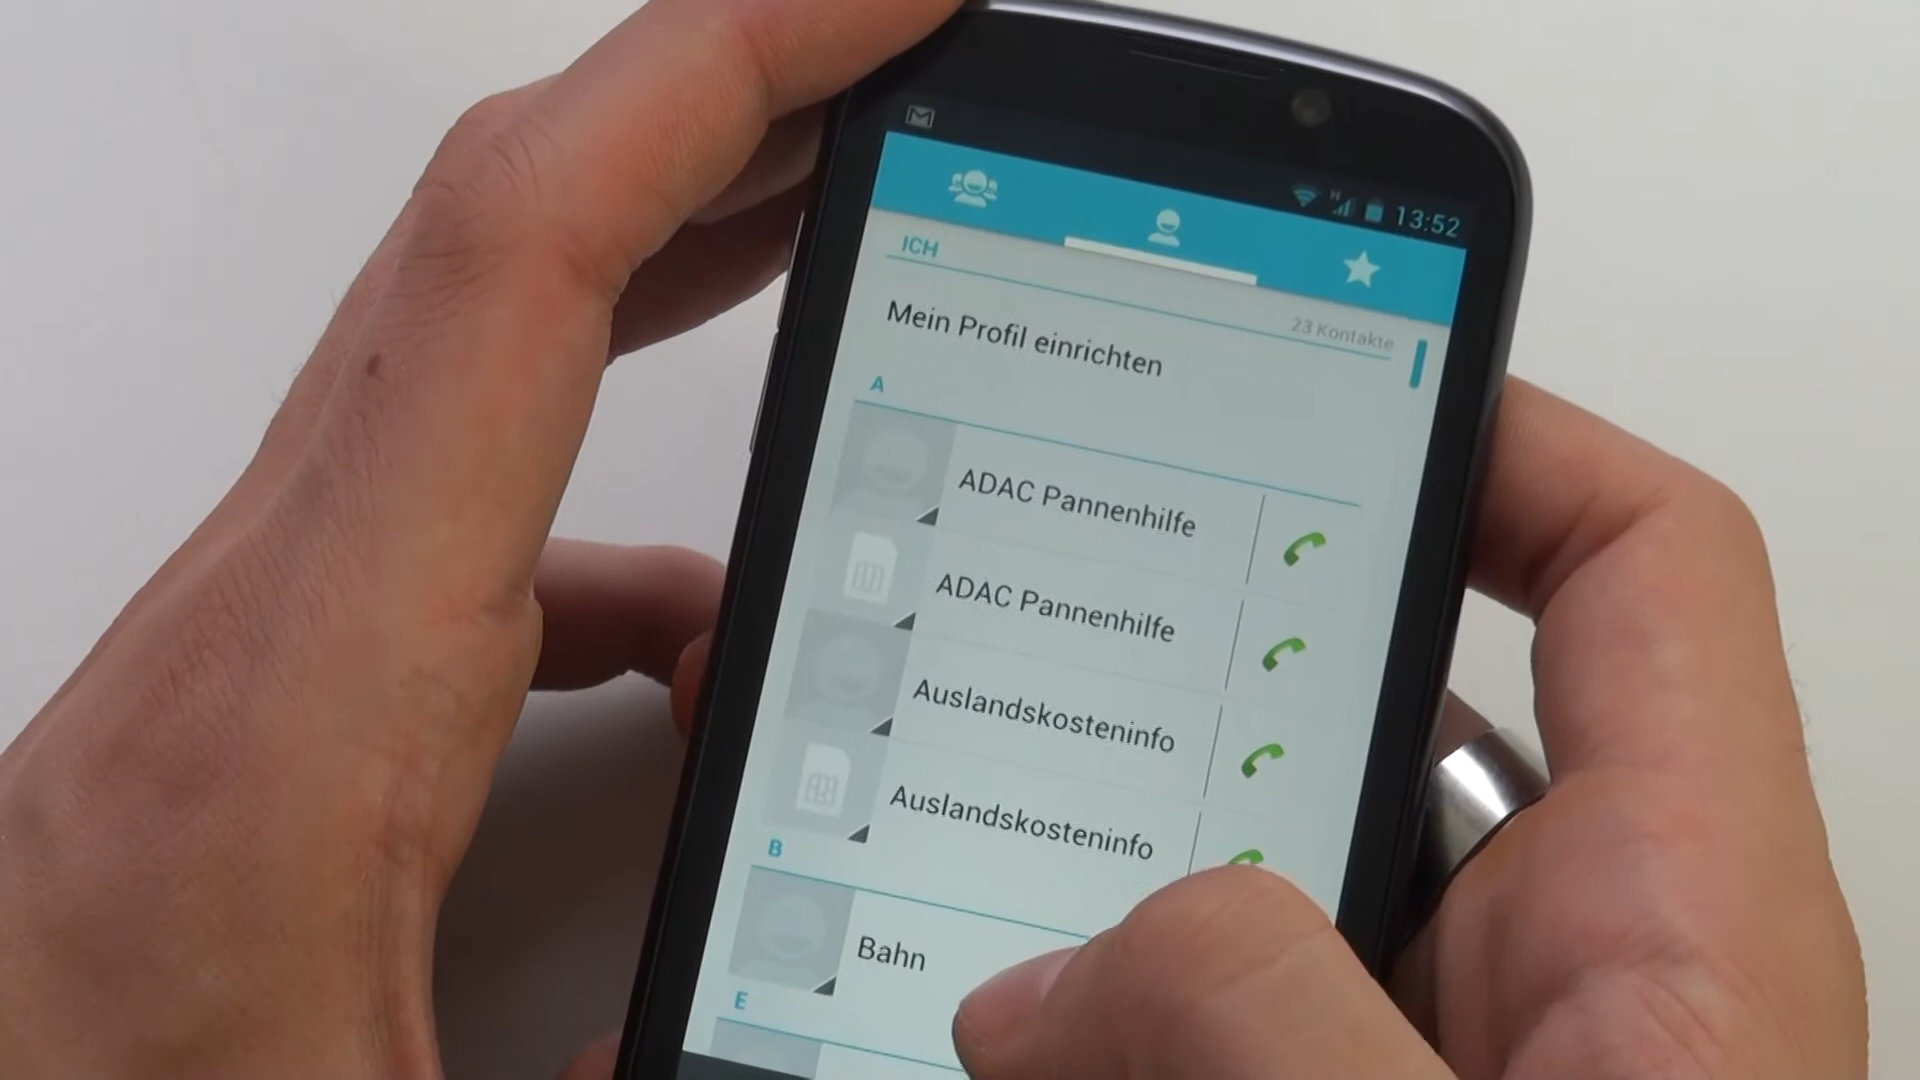 H
13:52
ICH
23 Kontakte
Mein Profil einrichten
A
ADAC Pannenhilfe
ADAC Pannenhilfe
Auslandskosteninfo
Auslandskosteninfo
B
Bahn
E